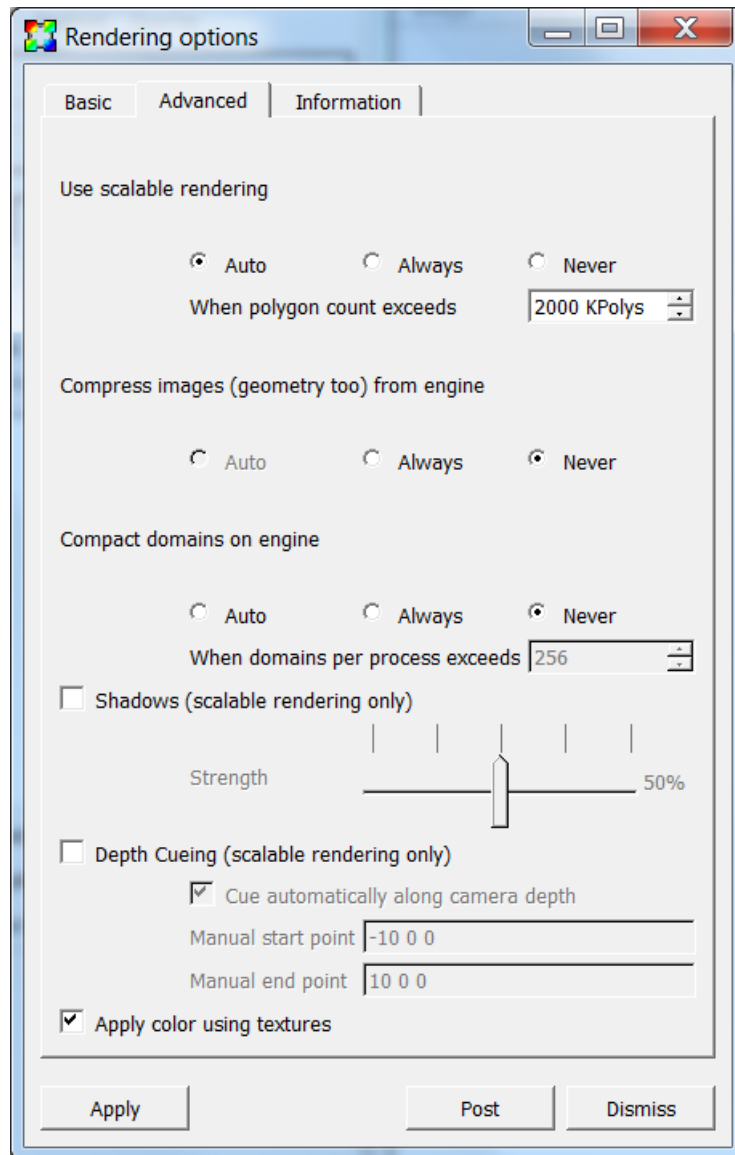 Rendering options
Basic Advanced Information
Use scalable rendering
Auto Always Never
When polygon count exceeds 2000 KPolys
Compress images (geometry too) from engine
Auto Always Never
Compact domains on engine
Auto Always Never
When domains per process exceeds 256
Shadows (scalable rendering only)
Strength 50%
Depth Cueing (scalable rendering only)
Cue automatically along camera depth
Manual start point -10 0 0
Manual end point 10 0 0
Apply color using textures
Apply Post Dismiss